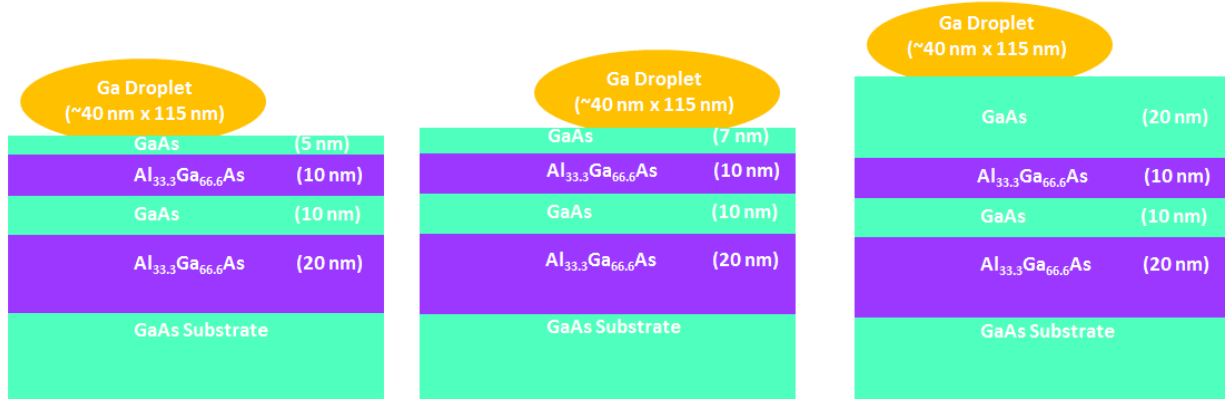 Ga Droplet
(~40 nm x 115 nm)
GaAs (5 nm)
Al33.3Ga66.6As (10 nm)
GaAs (10 nm)
Al33.3Ga66.6As (20 nm)
GaAs Substrate
Ga Droplet
(~40 nm x 115 nm)
GaAs (7 nm)
Al33.3Ga66.6As (10 nm)
GaAs (10 nm)
Al33.3Ga66.6As (20 nm)
GaAs Substrate
Ga Droplet
(~40 nm x 115 nm)
GaAs (20 nm)
Al33.3Ga66.6As (10 nm)
GaAs (10 nm)
Al33.3Ga66.6As (20 nm)
GaAs Substrate